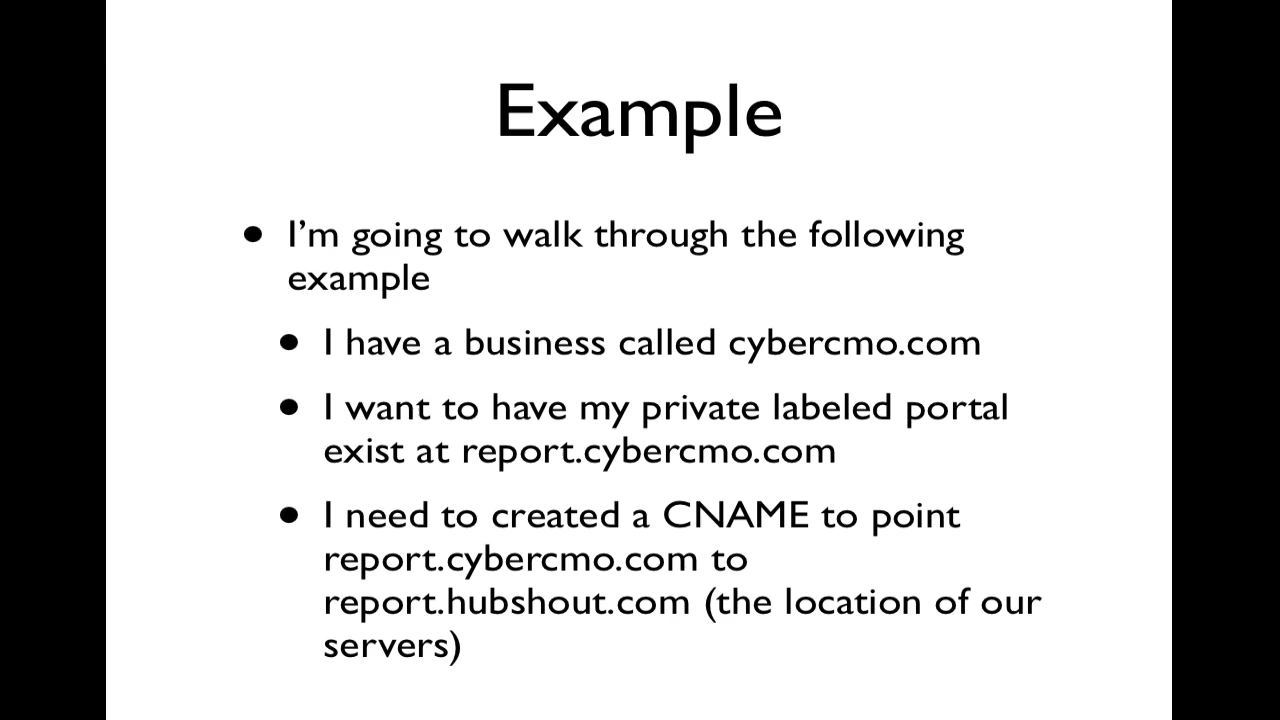 Example
• I'm going to walk through the following
example
• I have a business called cybercmo.com
• I want to have my private labeled portal
exist at report.cybercmo.com
• I need to created a CNAME to point
report.cybercmo.com to
report.hubshout.com (the location of our
servers)